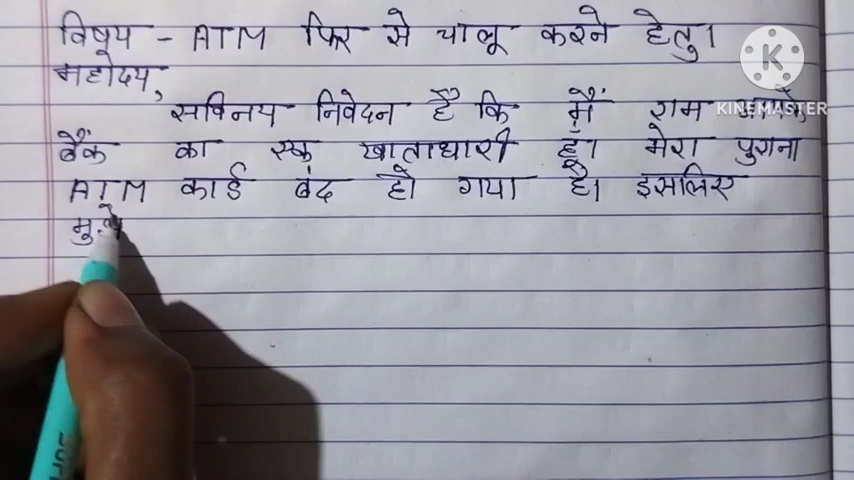 विषय - ATM फिर से चालू करने हेतु।
महोदय,
सविनय निवेदन है कि मैं राम
बैंक का एक खाताधारी हूं। मेरा पुराना
ATM कार्ड बंद हो गया है। इसलिए
KINEMASTER